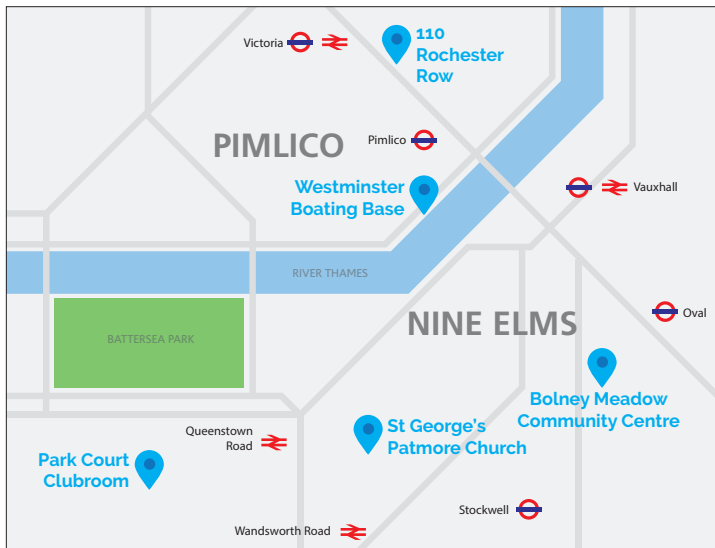 Victoria
110
Rochester
Row
PIMLICO
Pimlico
Westminster
Boating Base
Vauxhall
RIVER THAMES
NINE ELMS
Oval
BATTERSEA PARK
Bolney Meadow
Community Centre
Queenstown
Road
St George's
Patmore Church
Park Court
Clubroom
Stockwell
Wandsworth Road